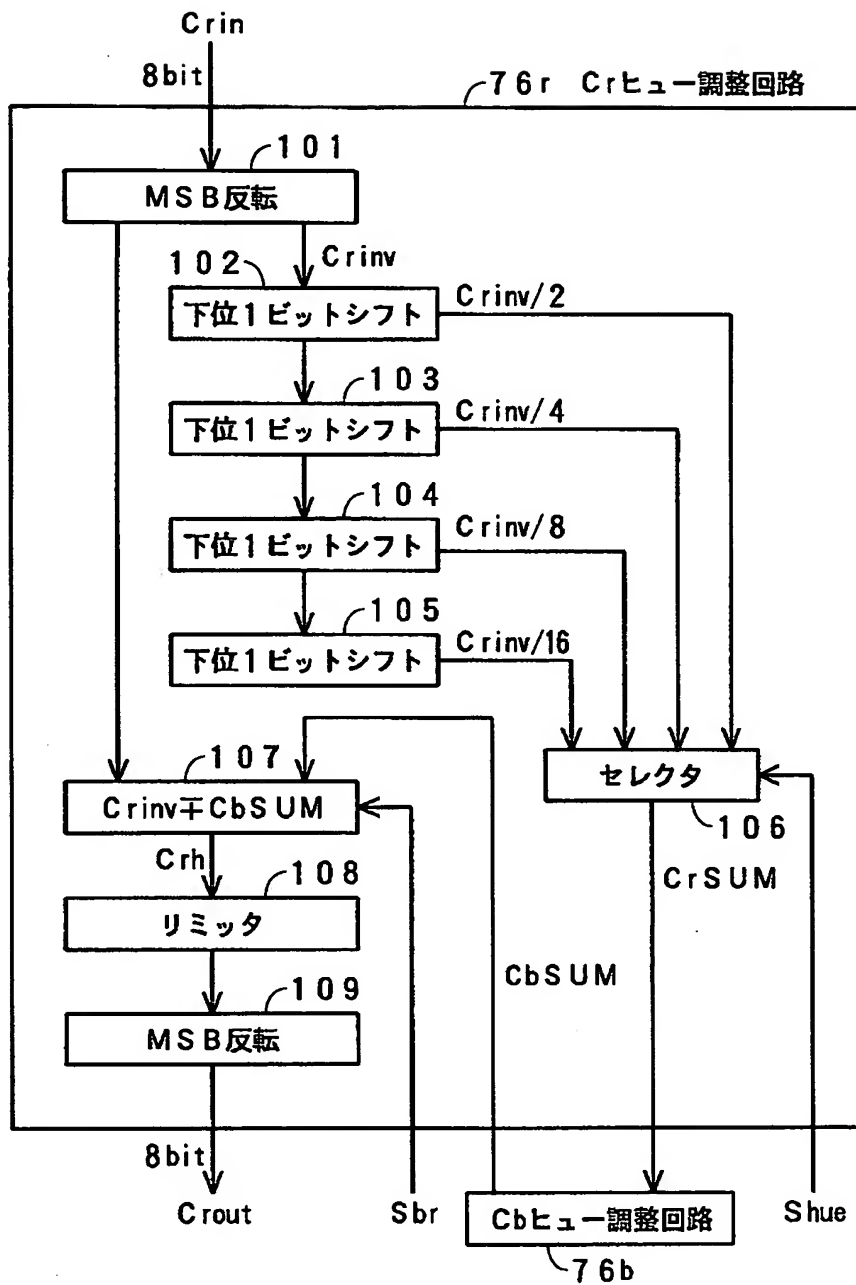 Crin
8bit
76r Crヒュー調整回路
101
MSB反転
Crinv
102
下位1ビットシフト
Crinv/2
103
下位1ビットシフト
Crinv/4
104
下位1ビットシフト
Crinv/8
105
下位1ビットシフト
Crinv/16
107
Crinv∓CbSUM
セレクタ
106
Crh
108
リミッタ
CrSUM
CbSUM
109
MSB反転
8bit
Crout
Sbr
Cbヒュー調整回路
Shue
76b